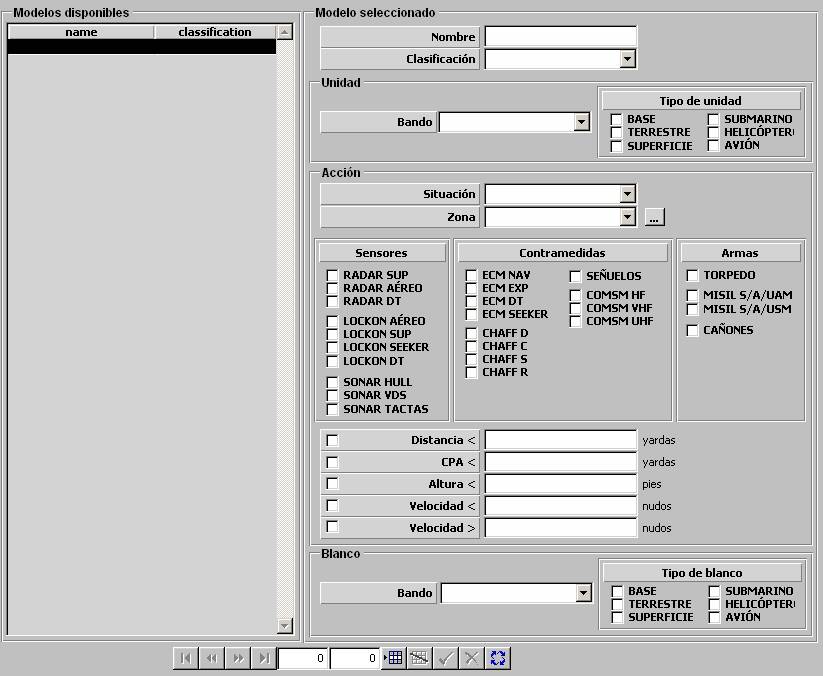 Modelos disponibles
name classification
Modelo seleccionado
Nombre
Clasificación
Unidad
Bando
Tipo de unidad
BASE
TERRESTRE
SUPERFICIE
SUBMARINO
HELICÓPTER
AVIÓN
Acción
Situación
Zona
...
Sensores
RADAR SUP
RADAR AÉREO
RADAR DT
LOCKON AÉREO
LOCKON SUP
LOCKON SEEKER
LOCKON DT
SONAR HULL
SONAR VDS
SONAR TACTAS
Contramedidas
ECM NAV
ECM EXP
ECM DT
ECM SEEKER
CHAFF D
CHAFF C
CHAFF S
CHAFF R
SEÑUELOS
COMSM HF
COMSM VHF
COMSM UHF
Armas
TORPEDO
MISIL S/A/UAM
MISIL S/A/USM
CAÑONES
Distancia < yardas
CPA < yardas
Altura < pies
Velocidad < nudos
Velocidad > nudos
Blanco
Bando
Tipo de blanco
BASE
TERRESTRE
SUPERFICIE
SUBMARINO
HELICÓPTER
AVIÓN
0 0